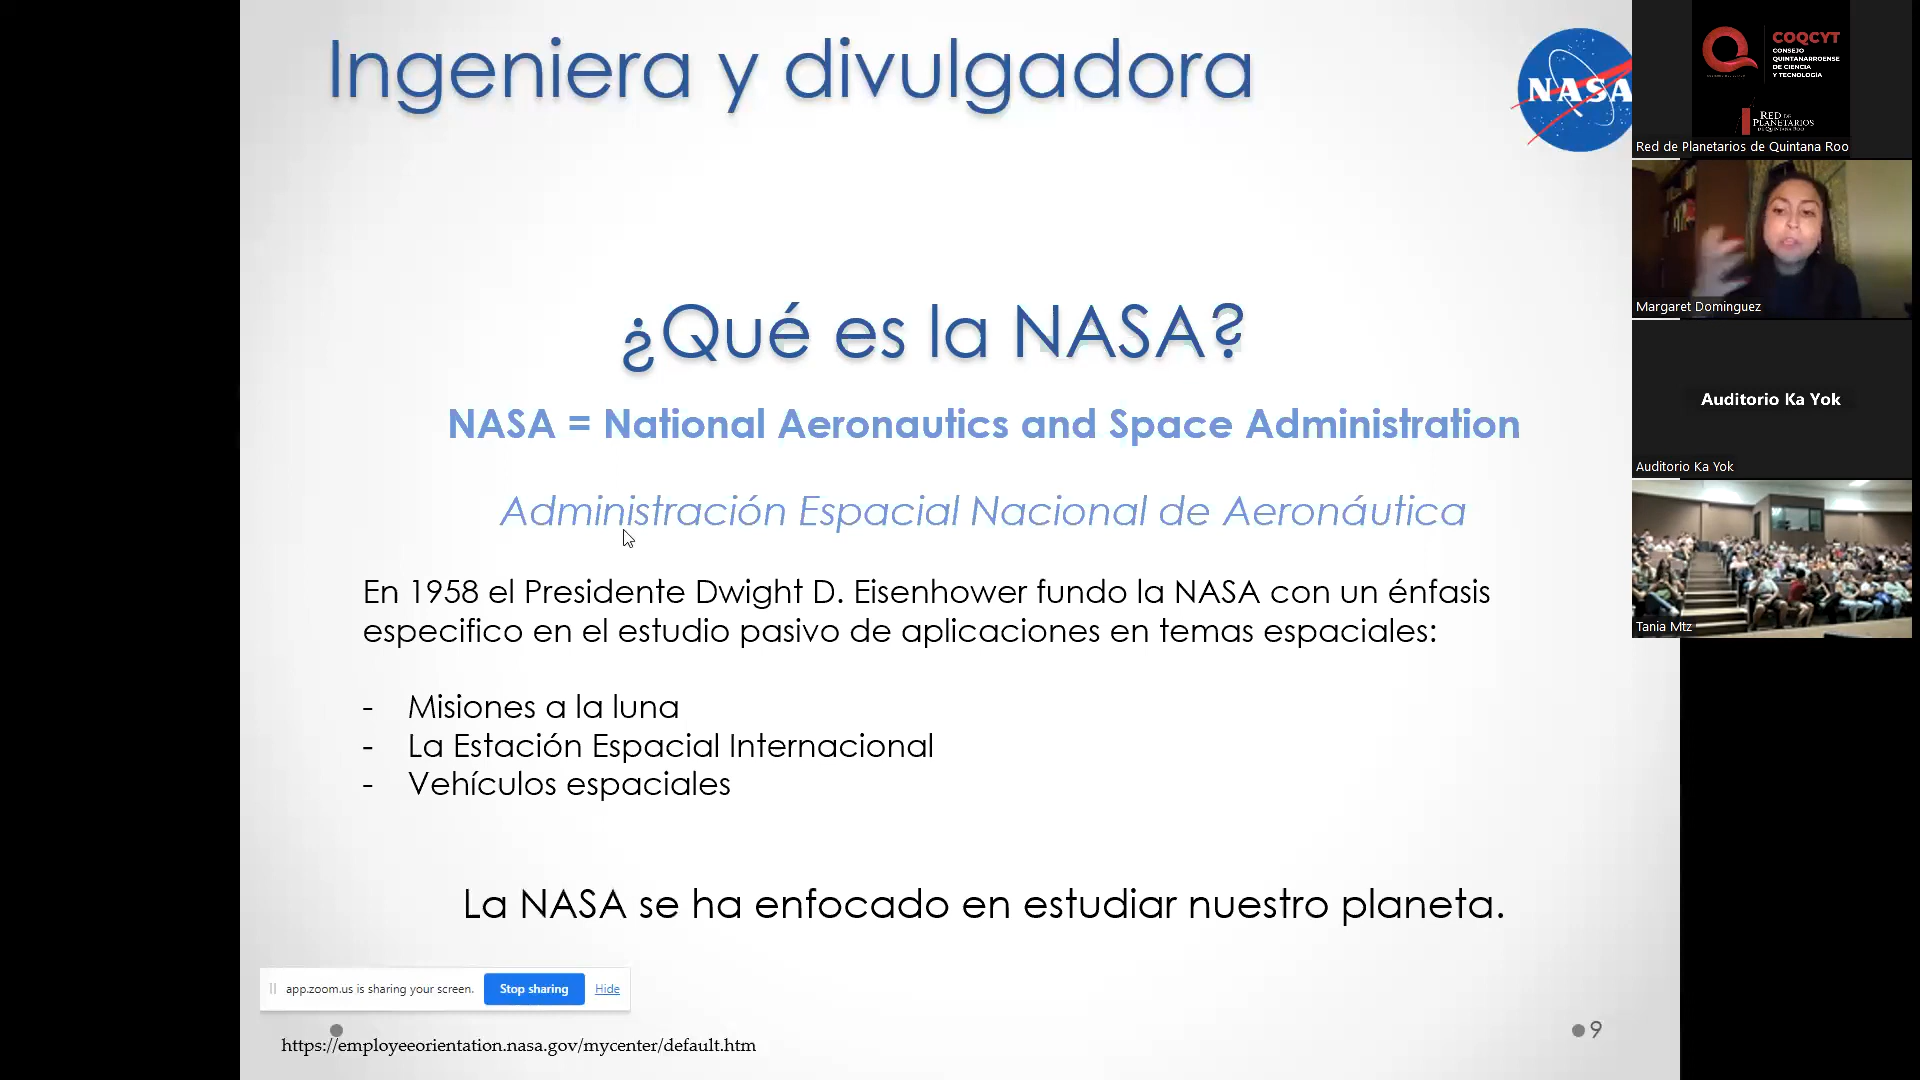 Ingeniera y divulgadora
NASA
¿Qué es la NASA?
NASA = National Aeronautics and Space Administration
Administración Espacial Nacional de Aeronáutica
En 1958 el Presidente Dwight D. Eisenhower fundo la NASA con un énfasis
especifico en el estudio pasivo de aplicaciones en temas espaciales:
- Misiones a la luna
- La Estación Espacial Internacional
- Vehículos espaciales
La NASA se ha enfocado en estudiar nuestro planeta.
app.zoom.us is sharing your screen.
Stop sharing
Hide
https://employeeorientation.nasa.gov/mycenter/default.htm
9
COQCYT
CONSEJO
QUINTANARROENSE
DE CIENCIA
Y TECNOLOGÍA
RED DE
PLANETARIOS
DE QUINTANA ROO
Red de Planetarios de Quintana Roo
Margaret Dominguez
Auditorio Ka Yok
Auditorio Ka Yok
Tania Mtz